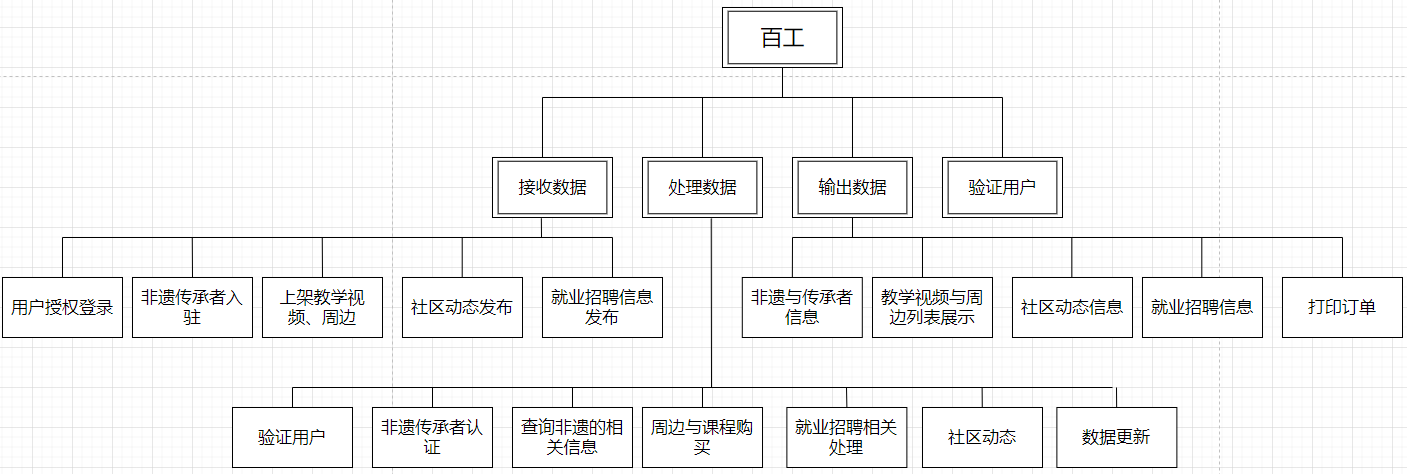 百工
接收数据
处理数据
输出数据
验证用户
用户授权登录
非遗传承者入
驻
上架教学视
频、周边
社区动态发布
就业招聘信息
发布
非遗与传承者
信息
教学视频与周
边列表展示
社区动态信息
就业招聘信息
打印订单
验证用户
非遗传承者认
证
查询非遗的相
关信息
周边与课程购
买
就业招聘相关
处理
社区动态
数据更新